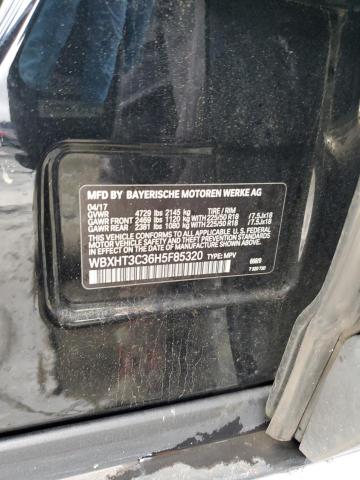 MFD BY BAYERISCHE MOTOREN WERKE AG
04/17
GVWR 4729 lbs 2145 kg TIRE / RIM
GAWR FRONT 2469 lbs 1120 kg WITH 225/50 R18 /7.5Jx18
GAWR REAR 2381 lbs 1080 kg WITH 225/50 R18 /7.5Jx18
THIS VEHICLE CONFORMS TO ALL APPLICABLE
U.S. FEDERAL MOTOR VEHICLE SAFETY, BUMPER,
AND THEFT PREVENTION STANDARDS IN EFFECT ON THE
DATE OF MANUFACTURE SHOWN ABOVE.
WBXHT3C36H5F85320 TYPE: MPV